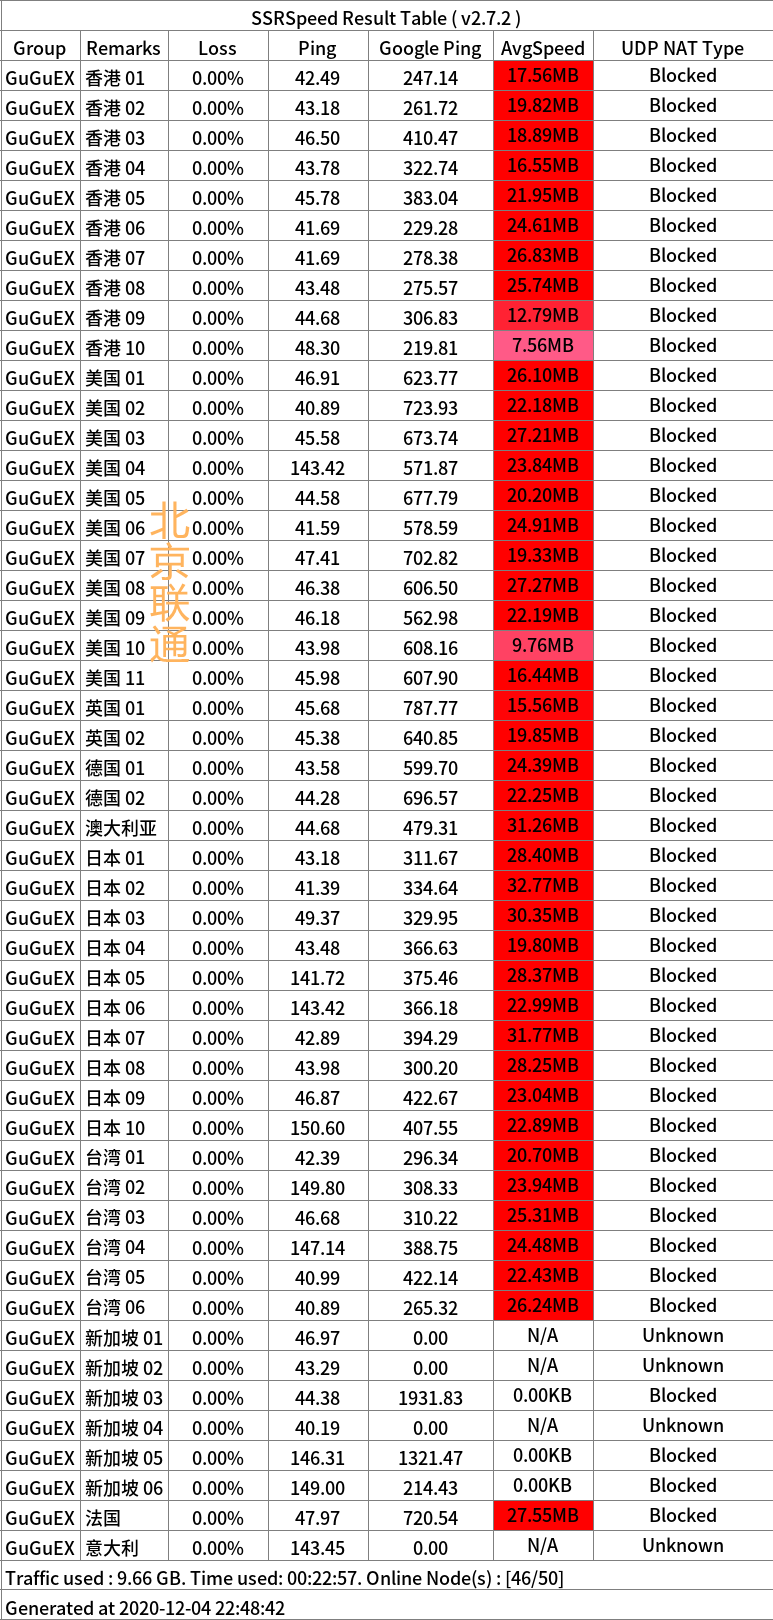 SSRSpeed Result Table ( v2.7.2 )
Group Remarks Loss Ping Google Ping AvgSpeed UDP NAT Type
GuGuEX 香港 01 0.00% 42.49 247.14 17.56MB Blocked
GuGuEX 香港 02 0.00% 43.18 261.72 19.82MB Blocked
GuGuEX 香港 03 0.00% 46.50 410.47 18.89MB Blocked
GuGuEX 香港 04 0.00% 43.78 322.74 16.55MB Blocked
GuGuEX 香港 05 0.00% 45.78 383.04 21.95MB Blocked
GuGuEX 香港 06 0.00% 41.69 229.28 24.61MB Blocked
GuGuEX 香港 07 0.00% 41.69 278.38 26.83MB Blocked
GuGuEX 香港 08 0.00% 43.48 275.57 25.74MB Blocked
GuGuEX 香港 09 0.00% 44.68 306.83 12.79MB Blocked
GuGuEX 香港 10 0.00% 48.30 219.81 7.56MB Blocked
GuGuEX 美国 01 0.00% 46.91 623.77 26.10MB Blocked
GuGuEX 美国 02 0.00% 40.89 723.93 22.18MB Blocked
GuGuEX 美国 03 0.00% 45.58 673.74 27.21MB Blocked
GuGuEX 美国 04 0.00% 143.42 571.87 23.84MB Blocked
GuGuEX 美国 05 0.00% 44.58 677.79 20.20MB Blocked
GuGuEX 美国 06 0.00% 41.59 578.59 24.91MB Blocked
GuGuEX 美国 07 0.00% 47.41 702.82 19.33MB Blocked
GuGuEX 美国 08 0.00% 46.38 606.50 27.27MB Blocked
GuGuEX 美国 09 0.00% 46.18 562.98 22.19MB Blocked
GuGuEX 美国 10 0.00% 43.98 608.16 9.76MB Blocked
GuGuEX 美国 11 0.00% 45.98 607.90 16.44MB Blocked
GuGuEX 英国 01 0.00% 45.68 787.77 15.56MB Blocked
GuGuEX 英国 02 0.00% 45.38 640.85 19.85MB Blocked
GuGuEX 德国 01 0.00% 43.58 599.70 24.39MB Blocked
GuGuEX 德国 02 0.00% 44.28 696.57 22.25MB Blocked
GuGuEX 澳大利亚 0.00% 44.68 479.31 31.26MB Blocked
GuGuEX 日本 01 0.00% 43.18 311.67 28.40MB Blocked
GuGuEX 日本 02 0.00% 41.39 334.64 32.77MB Blocked
GuGuEX 日本 03 0.00% 49.37 329.95 30.35MB Blocked
GuGuEX 日本 04 0.00% 43.48 366.63 19.80MB Blocked
GuGuEX 日本 05 0.00% 141.72 375.46 28.37MB Blocked
GuGuEX 日本 06 0.00% 143.42 366.18 22.99MB Blocked
GuGuEX 日本 07 0.00% 42.89 394.29 31.77MB Blocked
GuGuEX 日本 08 0.00% 43.98 300.20 28.25MB Blocked
GuGuEX 日本 09 0.00% 46.87 422.67 23.04MB Blocked
GuGuEX 日本 10 0.00% 150.60 407.55 22.89MB Blocked
GuGuEX 台湾 01 0.00% 42.39 296.34 20.70MB Blocked
GuGuEX 台湾 02 0.00% 149.80 308.33 23.94MB Blocked
GuGuEX 台湾 03 0.00% 46.68 310.22 25.31MB Blocked
GuGuEX 台湾 04 0.00% 147.14 388.75 24.48MB Blocked
GuGuEX 台湾 05 0.00% 40.99 422.14 22.43MB Blocked
GuGuEX 台湾 06 0.00% 40.89 265.32 26.24MB Blocked
GuGuEX 新加坡 01 0.00% 46.97 0.00 N/A Unknown
GuGuEX 新加坡 02 0.00% 43.29 0.00 N/A Unknown
GuGuEX 新加坡 03 0.00% 44.38 1931.83 0.00KB Blocked
GuGuEX 新加坡 04 0.00% 40.19 0.00 N/A Unknown
GuGuEX 新加坡 05 0.00% 146.31 1321.47 0.00KB Blocked
GuGuEX 新加坡 06 0.00% 149.00 214.43 0.00KB Blocked
GuGuEX 法国 0.00% 47.97 720.54 27.55MB Blocked
GuGuEX 意大利 0.00% 143.45 0.00 N/A Unknown
Traffic used : 9.66 GB. Time used: 00:22:57. Online Node(s) : [46/50]
Generated at 2020-12-04 22:48:42
北京联通